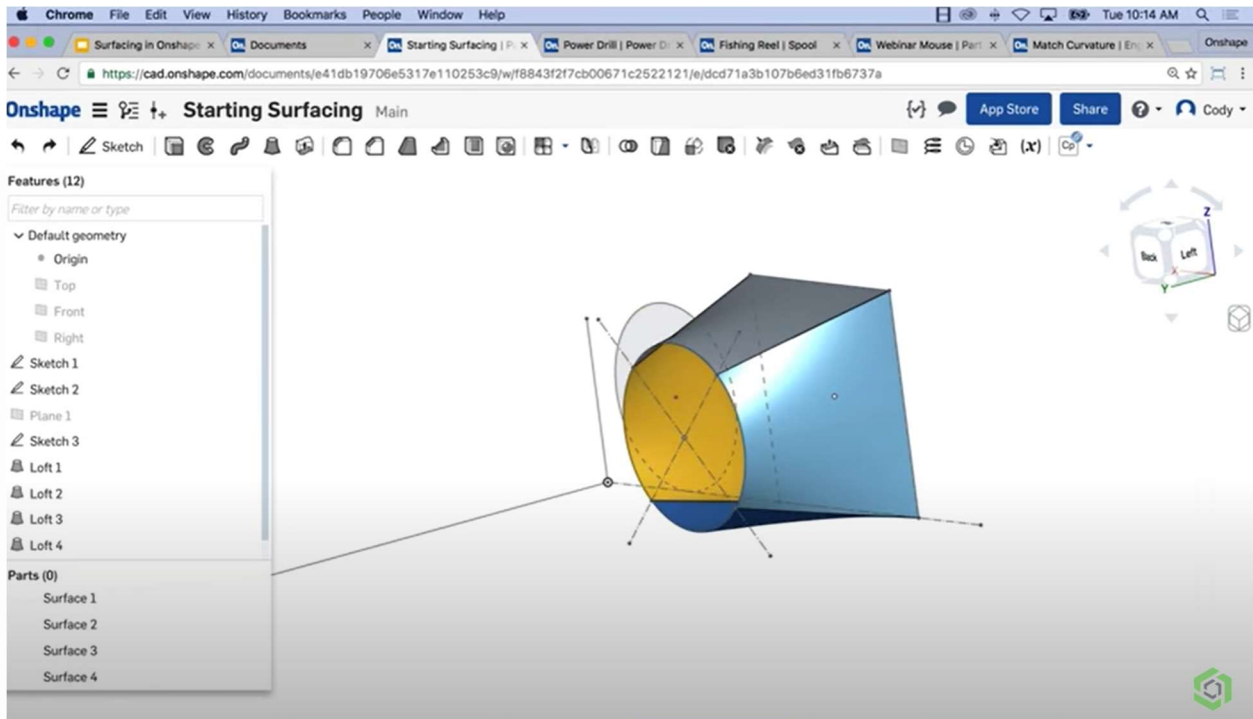 Chrome File Edit View History Bookmarks People Window Help Tue 10:14 AM
Surfacing in Onshape × Documents × Starting Surfacing | P × Power Drill | Power Dr × Fishing Reel | Spool × Webinar Mouse | Part × Match Curvature | En × Onshape
https://cad.onshape.com/documents/e41db19706e5317e110253c9/w/f8843f2f7cb00671c2522121/e/dcd71a3b107b6ed31fb6737a
Onshape Starting Surfacing Main App Store Share Cody
Sketch (x) Cp
Features (12)
Filter by name or type
Default geometry
Origin
Top
Front
Right
Sketch 1
Sketch 2
Plane 1
Sketch 3
Loft 1
Loft 2
Loft 3
Loft 4
Parts (0)
Surface 1
Surface 2
Surface 3
Surface 4
Z
Back Left
X
Y